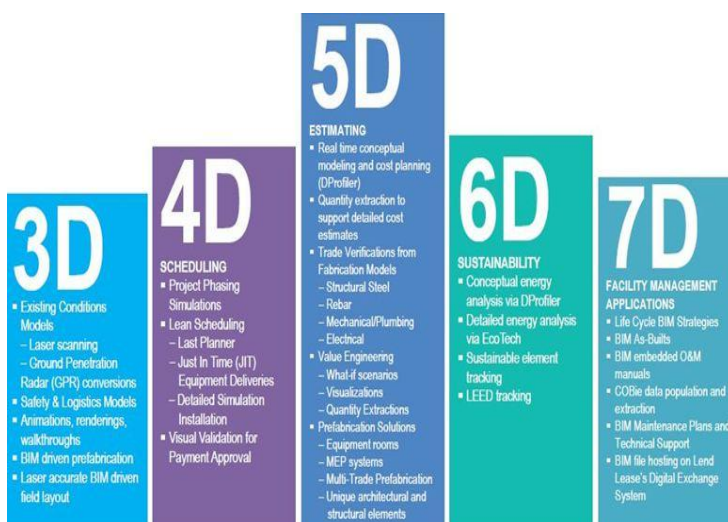 3D
▪ Existing Conditions
Models
– Laser scanning
– Ground Penetration
Radar (GPR) conversions
▪ Safety & Logistics Models
▪ Animations, renderings,
walkthroughs
▪ BIM driven prefabrication
▪ Laser accurate BIM driven
field layout
4D
SCHEDULING
▪ Project Phasing
Simulations
▪ Lean Scheduling
– Last Planner
– Just In Time (JIT)
Equipment Deliveries
– Detailed Simulation
Installation
▪ Visual Validation for
Payment Approval
5D
ESTIMATING
▪ Real time conceptual
modeling and cost planning
(DProfiler)
▪ Quantity extraction to
support detailed cost
estimates
▪ Trade Verifications from
Fabrication Models
– Structural Steel
– Rebar
– Mechanical/Plumbing
– Electrical
▪ Value Engineering
– What-if scenarios
– Visualizations
– Quantity Extractions
▪ Prefabrication Solutions
– Equipment rooms
– MEP systems
– Multi-Trade Prefabrication
– Unique architectural and
structural elements
6D
SUSTAINABILITY
▪ Conceptual energy
analysis via DProfiler
▪ Detailed energy analysis
via EcoTech
▪ Sustainable element
tracking
▪ LEED tracking
7D
FACILITY MANAGEMENT
APPLICATIONS
▪ Life Cycle BIM Strategies
▪ BIM As-Builts
▪ BIM embedded O&M
manuals
▪ COBie data population and
extraction
▪ BIM Maintenance Plans and
Technical Support
▪ BIM file hosting on Lend
Lease's Digital Exchange
System